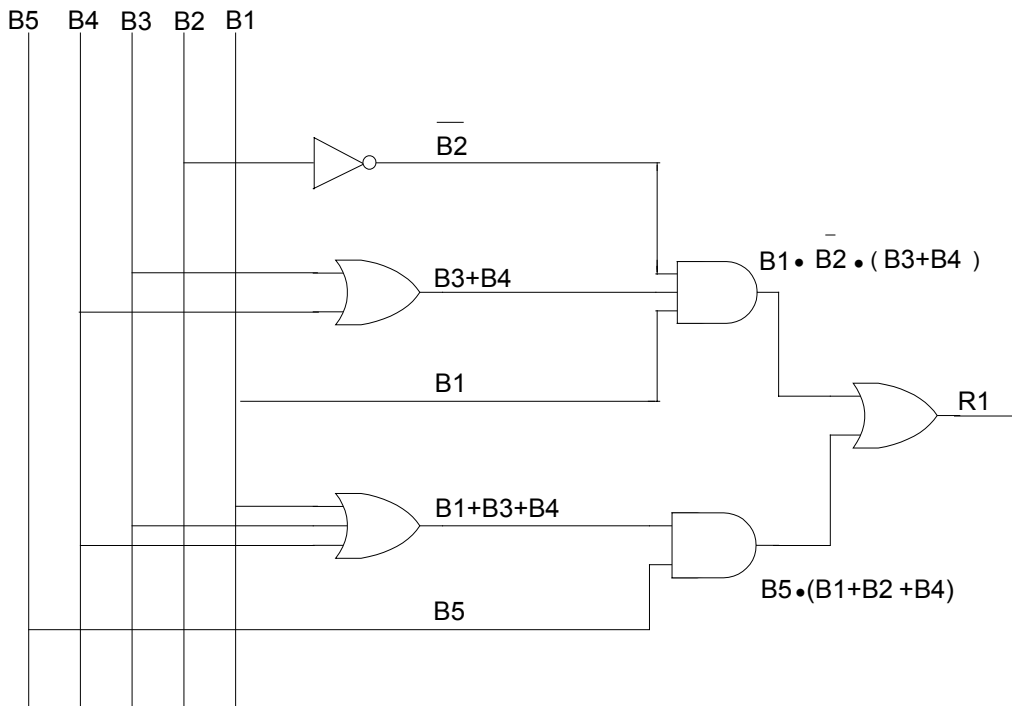 B5 B4 B3 B2 B1
B2̅
B1 • B2̅ • ( B3+B4 )
B3+B4
B1
R1
B1+B3+B4
B5•(B1+B2+B4)
B5